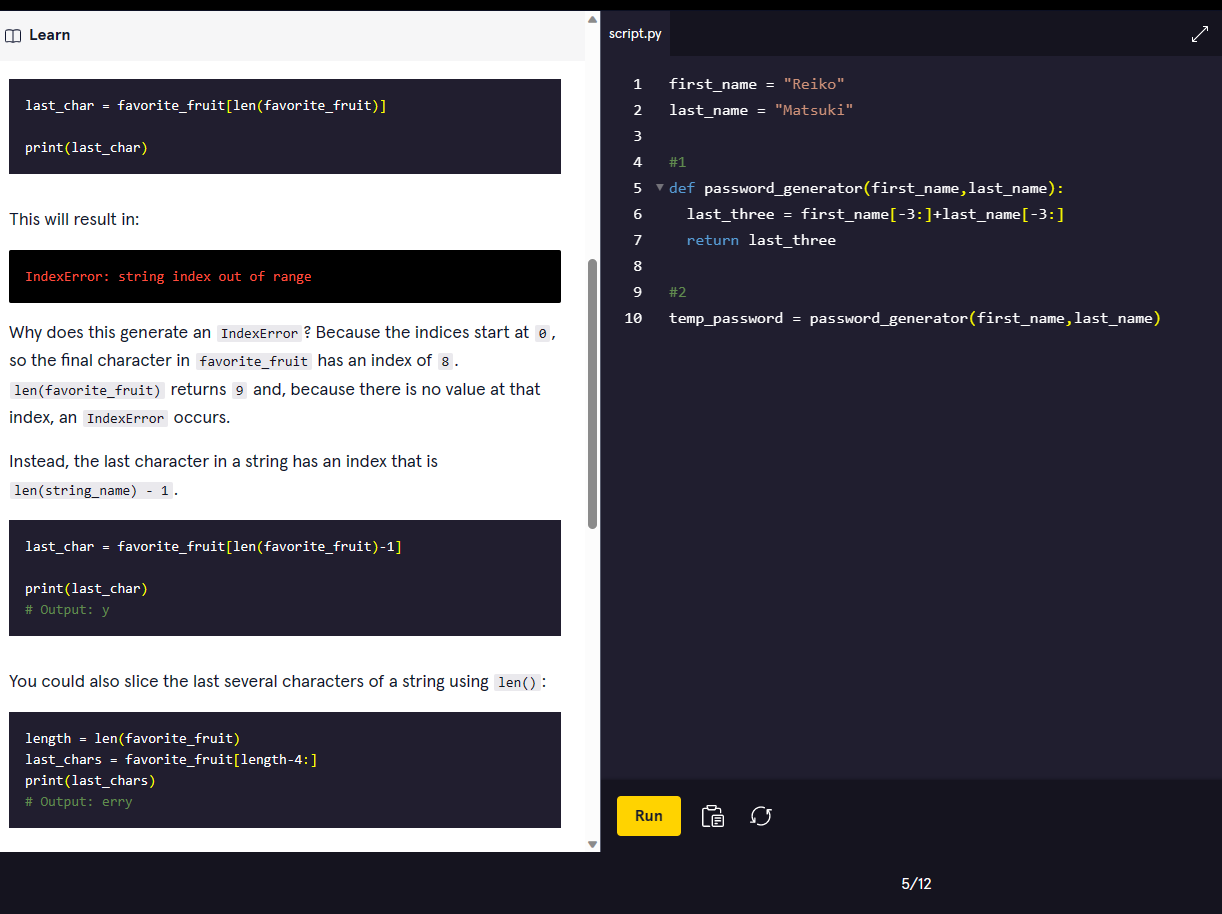 Learn
last_char = favorite_fruit[len(favorite_fruit)]
print(last_char)
This will result in:
IndexError: string index out of range
Why does this generate an IndexError? Because the indices start at 0,
so the final character in favorite_fruit has an index of 8.
len(favorite_fruit) returns 9 and, because there is no value at that
index, an IndexError occurs.
Instead, the last character in a string has an index that is
len(string_name) - 1.
last_char = favorite_fruit[len(favorite_fruit)-1]
print(last_char)
# Output: y
You could also slice the last several characters of a string using len():
length = len(favorite_fruit)
last_chars = favorite_fruit[length-4:]
print(last_chars)
# Output: erry
script.py
1 first_name = "Reiko"
2 last_name = "Matsuki"
3
4 #1
5 def password_generator(first_name,last_name):
6 last_three = first_name[-3:]+last_name[-3:]
7 return last_three
8
9 #2
10 temp_password = password_generator(first_name,last_name)
Run
5/12